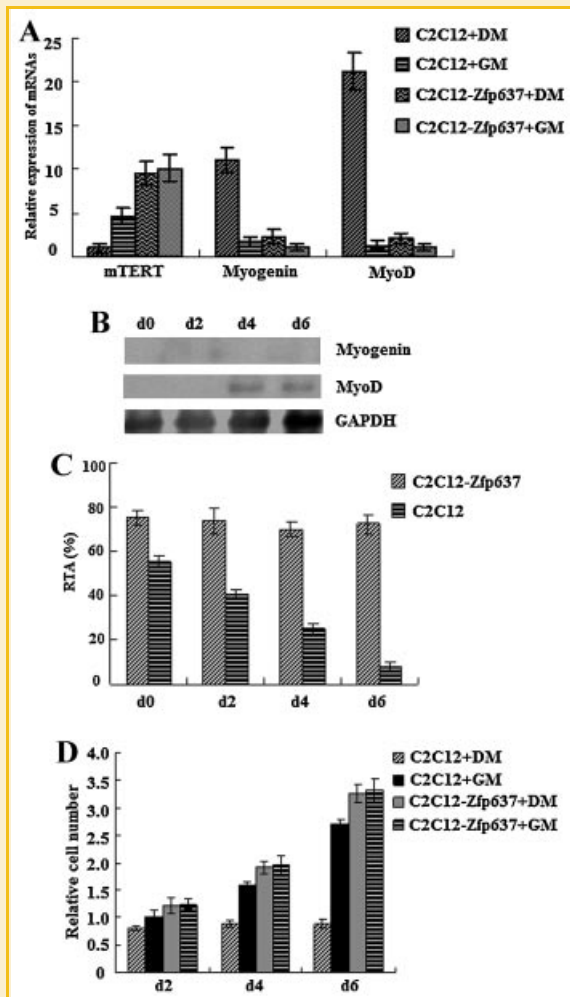 A
C2C12+DM
C2C12+GM
C2C12-Zfp637+DM
C2C12-Zfp637+GM
Relative expression of mRNAs
25
20
15
10
5
0
mTERT Myogenin MyoD
B
d0 d2 d4 d6
Myogenin
MyoD
GAPDH
C
C2C12-Zfp637
C2C12
RTA (%)
100
80
60
40
20
0
d0 d2 d4 d6
D
C2C12+DM
C2C12+GM
C2C12-Zfp637+DM
C2C12-Zfp637+GM
Relative cell number
4.0
3.5
3.0
2.5
2.0
1.5
1.0
0.5
0.0
d2 d4 d6